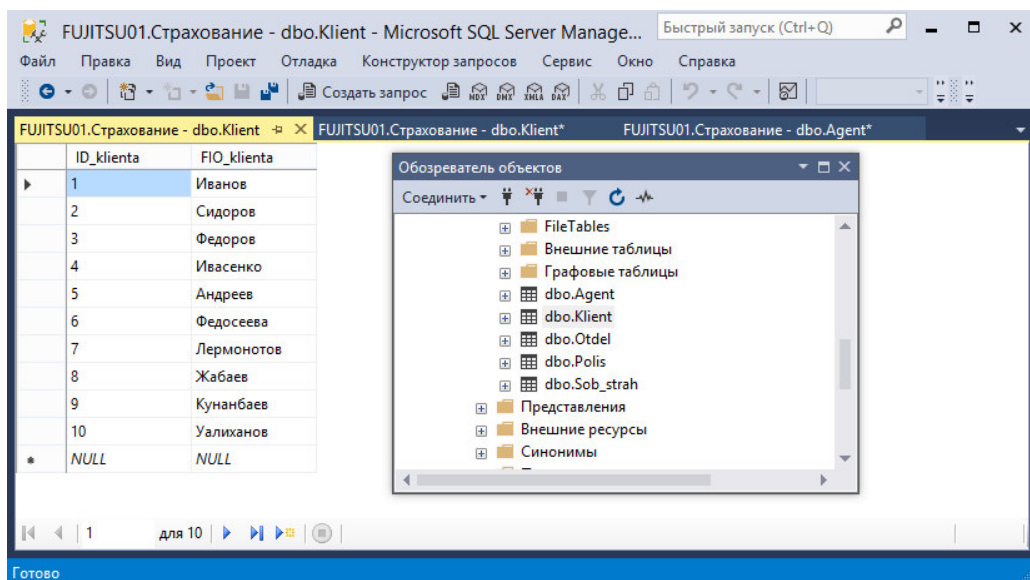 FUJITSU01.Страхование - dbo.Klient - Microsoft SQL Server Manage...
Быстрый запуск (Ctrl+Q)
Файл Правка Вид Проект Отладка Конструктор запросов Сервис Окно Справка
Создать запрос MDX DMX XMLA DAX
FUJITSU01.Страхование - dbo.Klient FUJITSU01.Страхование - dbo.Klient* FUJITSU01.Страхование - dbo.Agent*
ID_klienta FIO_klienta
1 Иванов
2 Сидоров
3 Федоров
4 Ивасенко
5 Андреев
6 Федосеева
7 Лермонотов
8 Жабаев
9 Кунанбаев
10 Уалиханов
NULL NULL
Обозреватель объектов
Соединить
FileTables
Внешние таблицы
Графовые таблицы
dbo.Agent
dbo.Klient
dbo.Otdel
dbo.Polis
dbo.Sob_strah
Представления
Внешние ресурсы
Синонимы
1 для 10
Готово